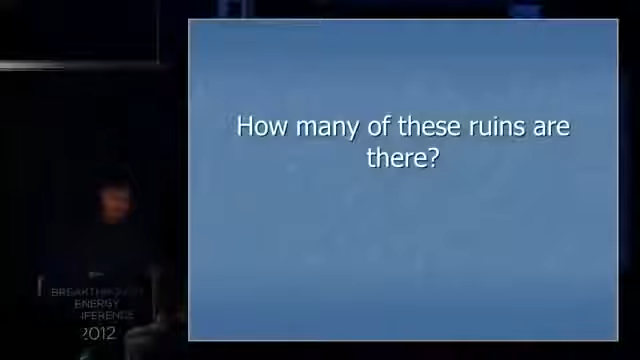 How many of these ruins are
there?
BREAKTHROUGH
ENERGY
CONFERENCE
2012